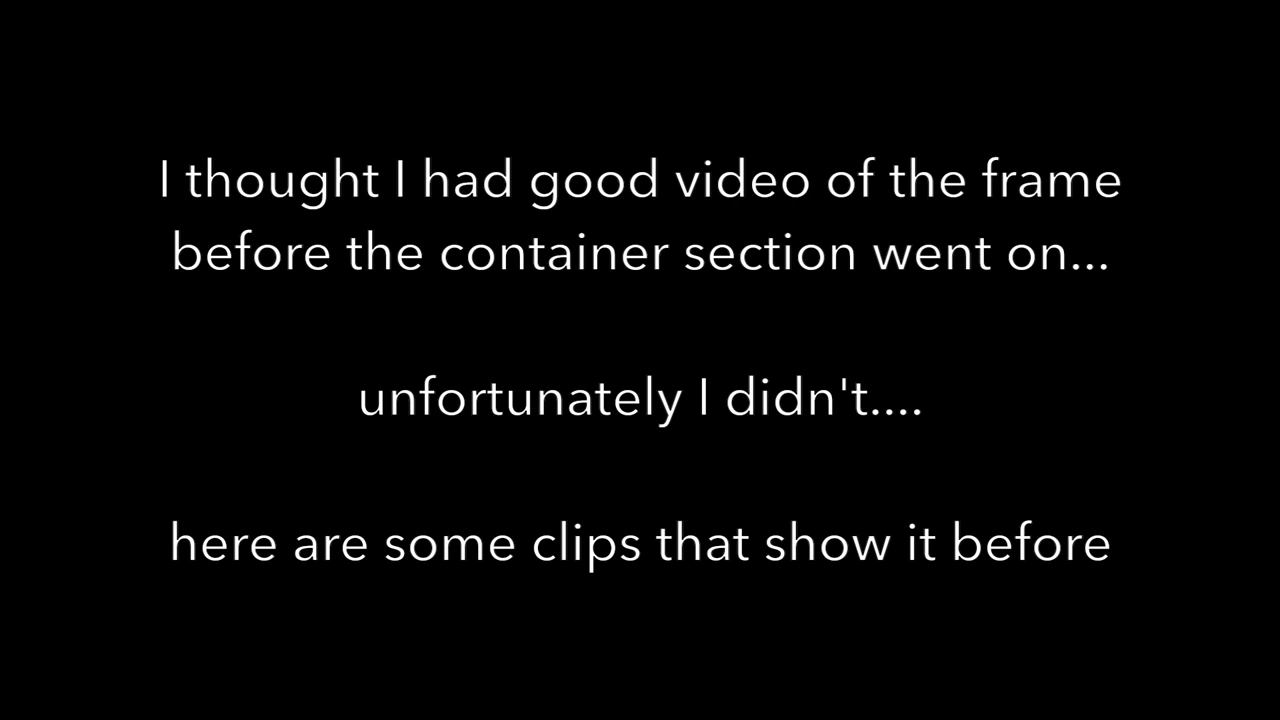 I thought I had good video of the frame
before the container section went on...
unfortunately I didn't....
here are some clips that show it before